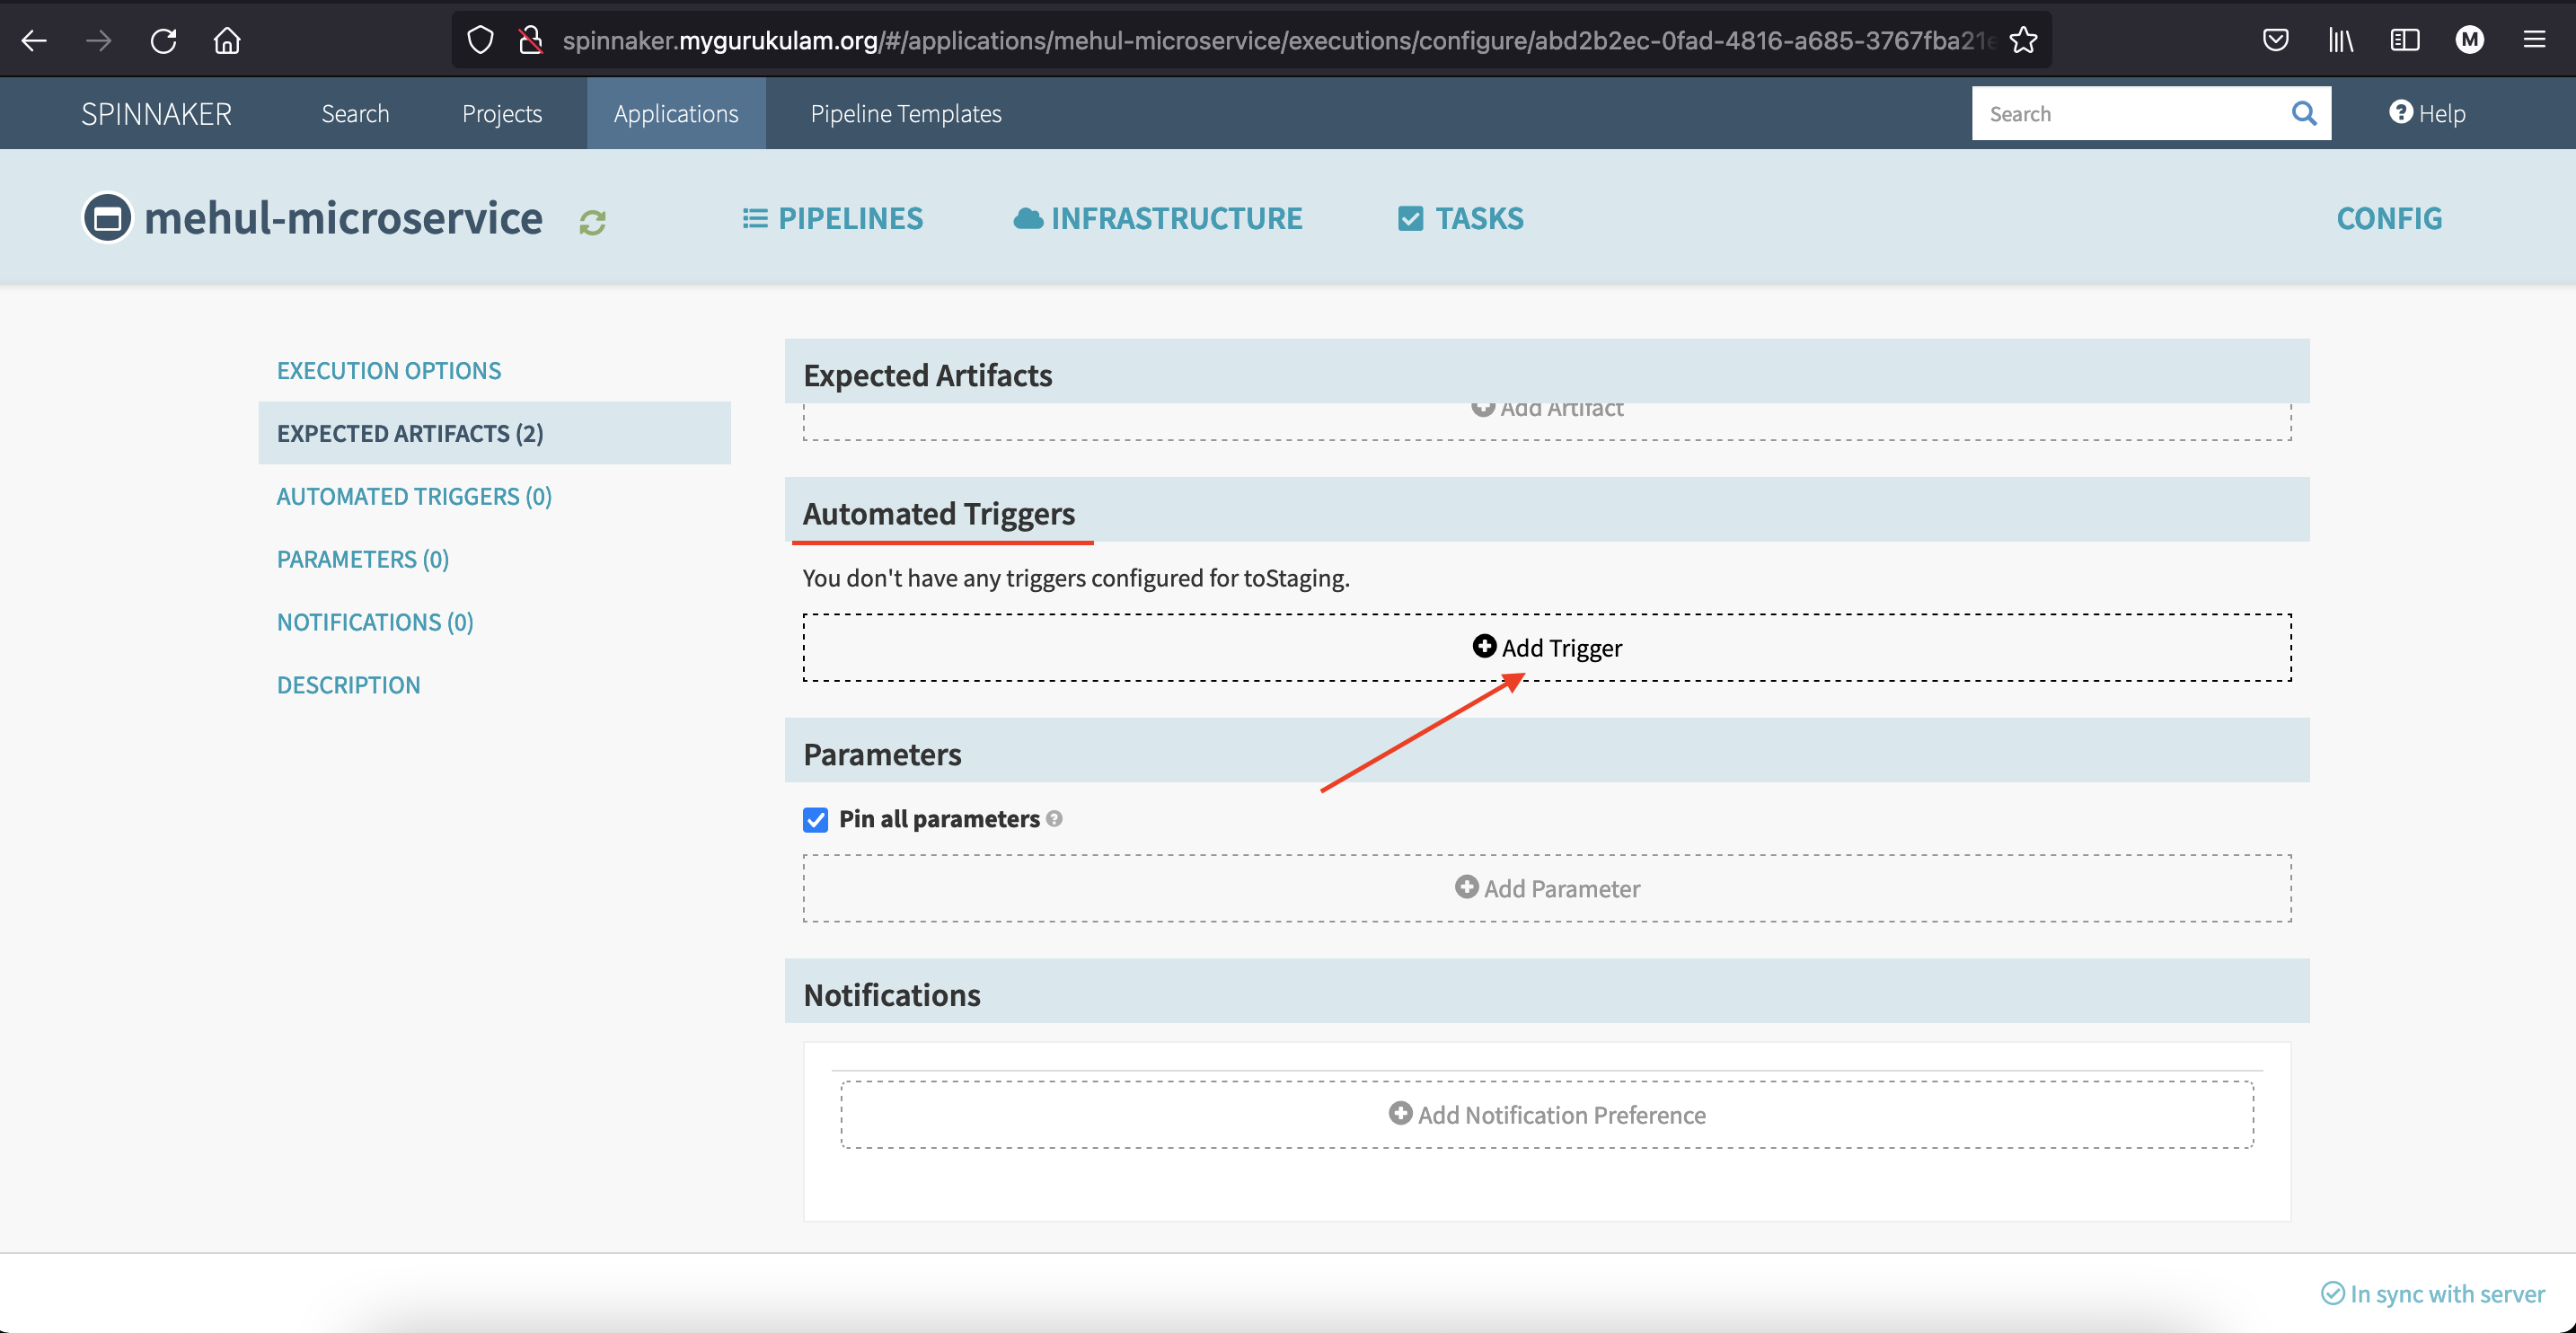 spinnaker.mygurukulam.org/#/applications/mehul-microservice/executions/configure/abd2b2ec-0fad-4816-a685-3767fba21e
M
SPINNAKER
Search
Projects
Applications
Pipeline Templates
Search
Help
mehul-microservice
PIPELINES
INFRASTRUCTURE
TASKS
CONFIG
EXECUTION OPTIONS
EXPECTED ARTIFACTS (2)
AUTOMATED TRIGGERS (0)
PARAMETERS (0)
NOTIFICATIONS (0)
DESCRIPTION
Expected Artifacts
Add Artifact
Automated Triggers
You don't have any triggers configured for toStaging.
Add Trigger
Parameters
Pin all parameters
Add Parameter
Notifications
Add Notification Preference
In sync with server